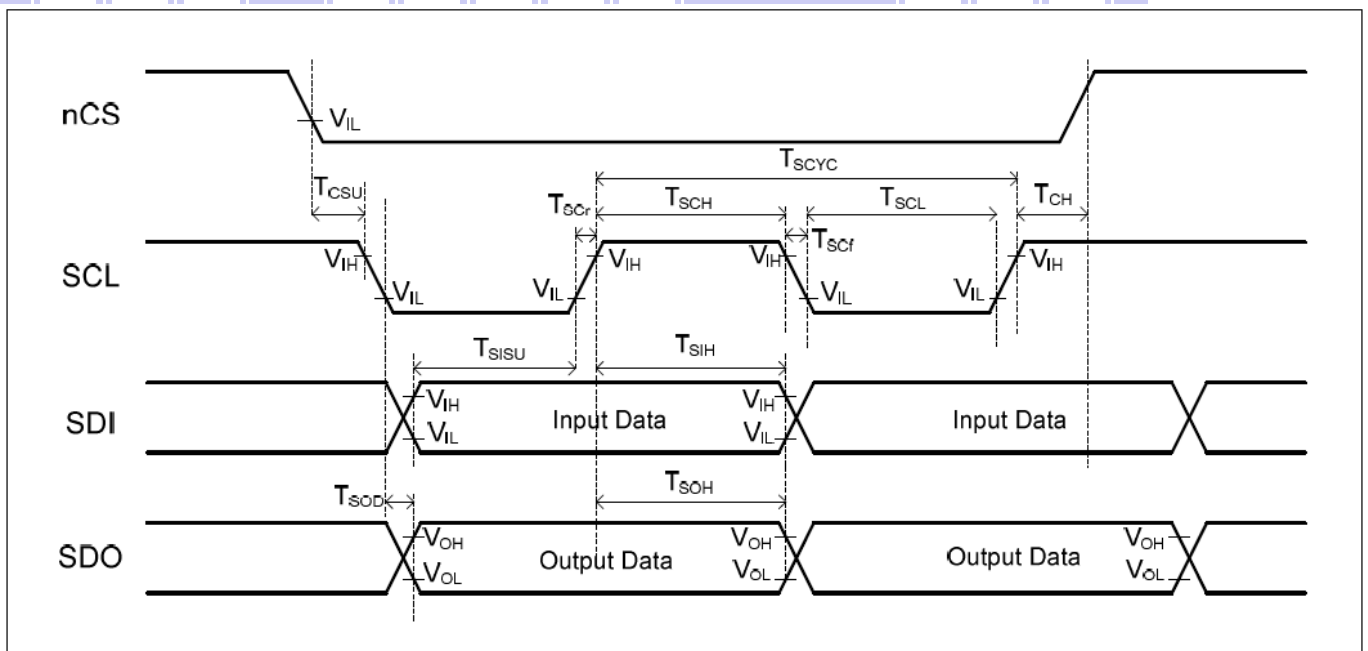 nCS
VIL
TSCYC
TCSU
TSCr
TSCH
TSCL
TCH
TSCf
SCL
VIH
VIH
VIH
VIH
VIL
VIL
VIL
VIL
TSISU
TSIH
SDI
VIH
VIL
Input Data
VIH
VIL
Input Data
TSOD
TSOH
SDO
VOH
VOL
Output Data
VOH
VOL
Output Data
VOH
VOL